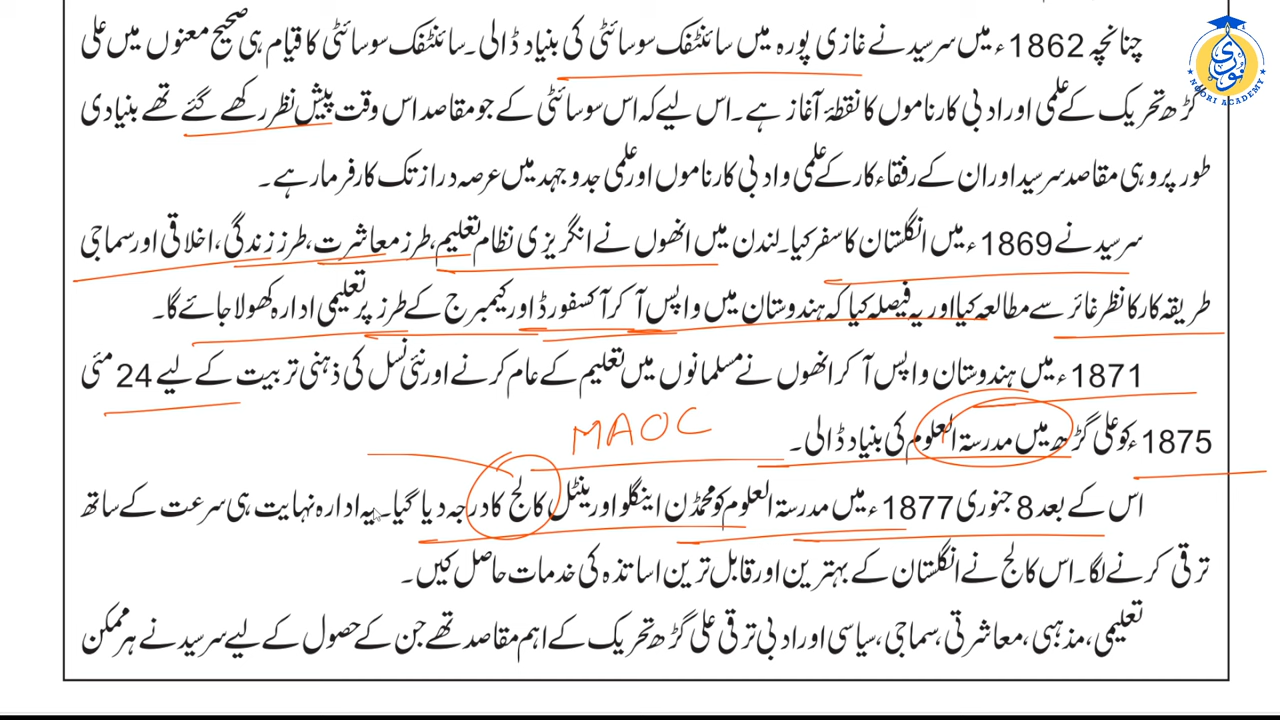 چنانچہ 1862ء میں سرسید نے غازی پورہ میں سائنٹفک سوسائٹی کی بنیاد ڈالی۔ سائنٹفک سوسائٹی کا قیام ہی صحیح معنوں میں علی
گڑھ تحریک کے علمی اور ادبی کارناموں کا نقطۂ آغاز ہے۔ اس لیے کہ اس سوسائٹی کے جو مقاصد اس وقت پیش نظر رکھے گئے تھے بنیادی
طور پر وہی مقاصد سرسید اور ان کے رفقاء کار کے علمی و ادبی کارناموں اور علمی جدوجہد میں عرصہ دراز تک کارفرما رہے۔
سرسید نے 1869ء میں انگلستان کا سفر کیا۔ لندن میں انھوں نے انگریزی نظام تعلیم، طرز معاشرت، طرز زندگی، اخلاقی اور سماجی
طریقہ کار کا نظر غائر سے مطالعہ کیا اور یہ فیصلہ کیا کہ ہندوستان میں واپس آ کر آکسفورڈ اور کیمبرج کے طرز پر تعلیمی ادارہ کھولا جائے گا۔
1871ء میں ہندوستان واپس آ کر انھوں نے مسلمانوں میں تعلیم کے عام کرنے اور نئی نسل کی ذہنی تربیت کے لیے 24 مئی
1875ء کو علی گڑھ میں مدرسۃ العلوم کی بنیاد ڈالی۔
MAOC
اس کے بعد 8 جنوری 1877ء میں مدرسۃ العلوم کو محمڈن اینگلو اورینٹل کالج کا درجہ دیا گیا۔ یہ ادارہ نہایت ہی سرعت کے ساتھ
ترقی کرنے لگا۔ اس کالج نے انگلستان کے بہترین اور قابل ترین اساتذہ کی خدمات حاصل کیں۔
تعلیمی، مذہبی، معاشرتی، سماجی، سیاسی اور ادبی ترقی علی گڑھ تحریک کے اہم مقاصد تھے جن کے حصول کے لیے سرسید نے ہر ممکن
نوری
NOORI ACADEMY